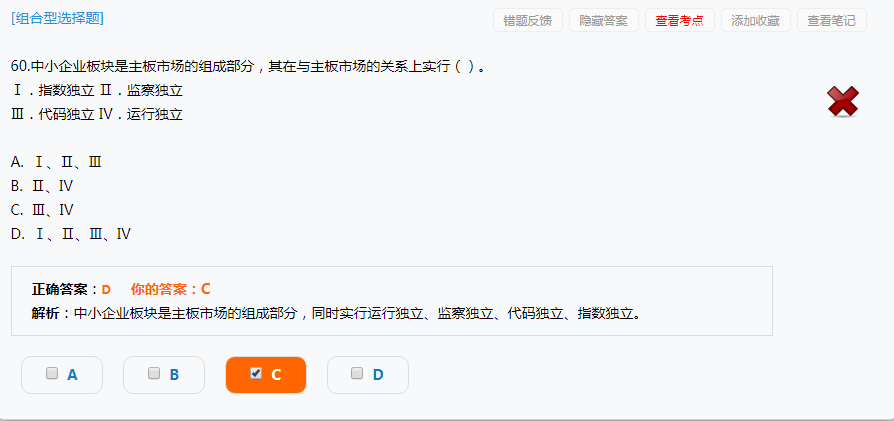 [组合型选择题]
错题反馈 隐藏答案 查看考点 添加收藏 查看笔记
60.中小企业板块是主板市场的组成部分，其在与主板市场的关系上实行（ ）。
Ⅰ．指数独立 Ⅱ．监察独立
Ⅲ．代码独立 Ⅳ．运行独立
A. Ⅰ、Ⅱ、Ⅲ
B. Ⅱ、Ⅳ
C. Ⅲ、Ⅳ
D. Ⅰ、Ⅱ、Ⅲ、Ⅳ
正确答案：D 你的答案：C
解析：中小企业板块是主板市场的组成部分，同时实行运行独立、监察独立、代码独立、指数独立。
A B C D